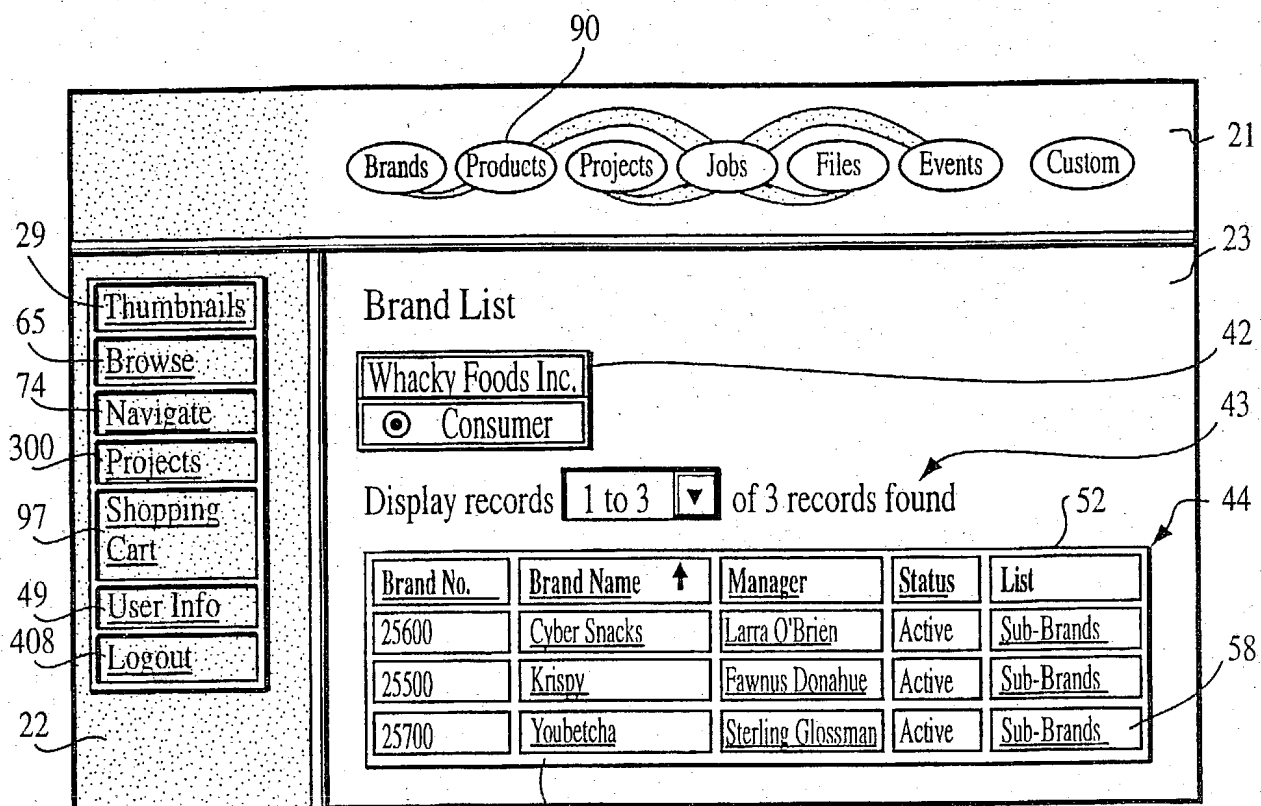 90
Brands Products Projects Jobs Files Events Custom
21
29
65
74
300
97
49
408
22
Thumbnails
Browse
Navigate
Projects
Shopping
Cart
User Info
Logout
23
Brand List
42
Whacky Foods Inc.
Consumer
43
Display records 1 to 3 of 3 records found
52
44
Brand No. Brand Name Manager Status List
25600 Cyber Snacks Larra O'Brien Active Sub-Brands
25500 Krispy Fawnus Donahue Active Sub-Brands
25700 Youbetcha Sterling Glossman Active Sub-Brands
58